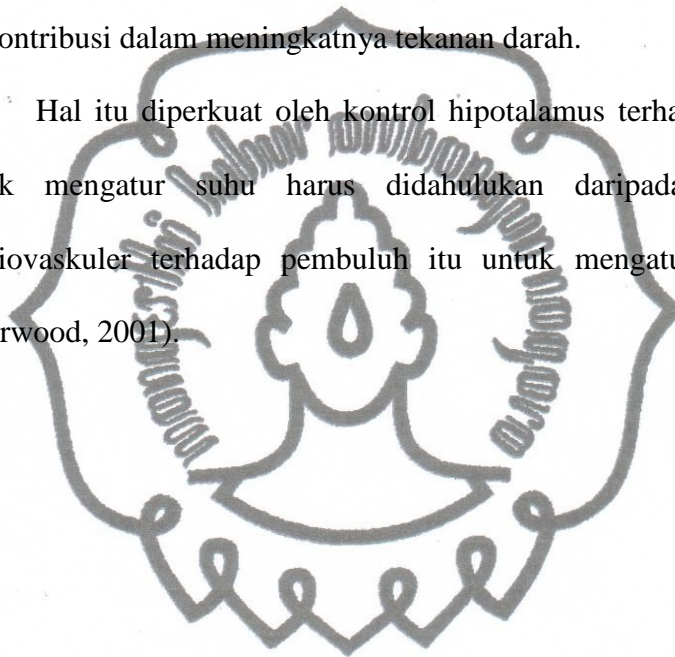 ontribusi dalam meningkatnya tekanan darah.
Hal itu diperkuat oleh kontrol hipotalamus terha
k mengatur suhu harus didahulukan daripada
iovaskuler terhadap pembuluh itu untuk mengatu
rwood, 2001).